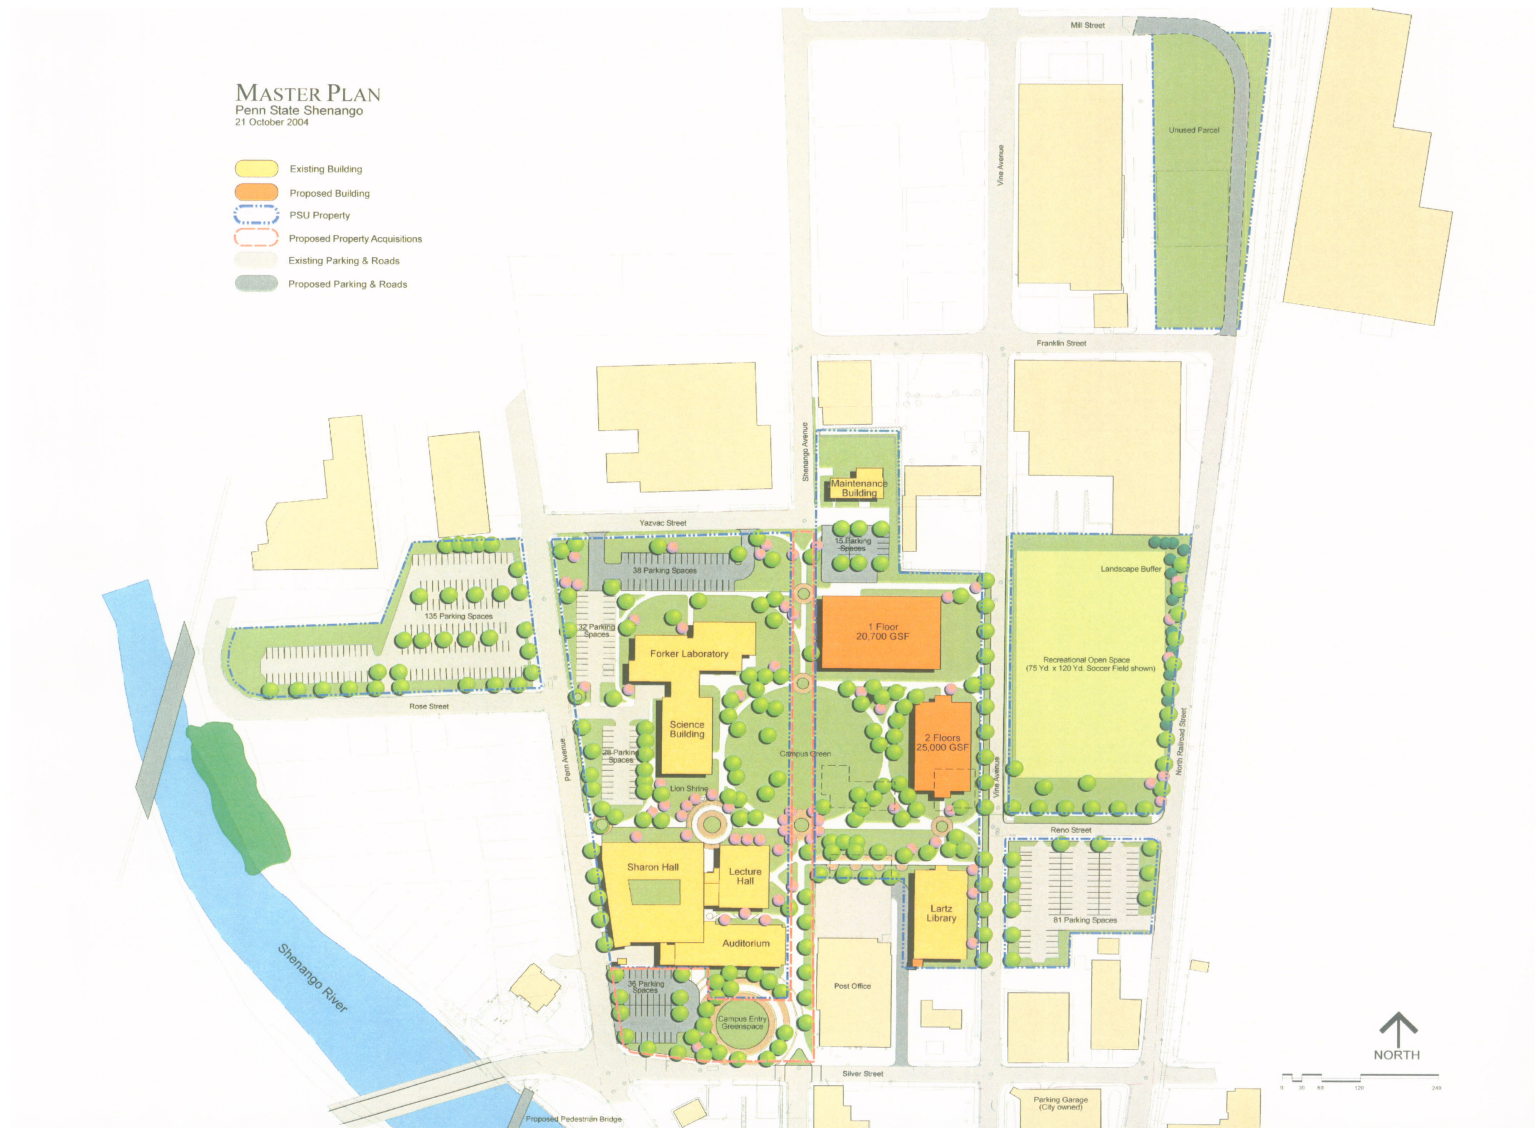 MASTER PLAN
Penn State Shenango
21 October 2004
Existing Building
Proposed Building
PSU Property
Proposed Property Acquisitions
Existing Parking & Roads
Proposed Parking & Roads
Mill Street
Unused Parcel
Vine Avenue
Franklin Street
Shenango Avenue
Maintenance
Building
Yazvac Street
15 Parking
Spaces
38 Parking Spaces
Landscape Buffer
135 Parking Spaces
32 Parking
Spaces
1 Floor
20,700 GSF
Forker Laboratory
Recreational Open Space
(75 Yd. x 120 Yd. Soccer Field shown)
Rose Street
Science
Building
Penn Avenue
28 Parking
Spaces
Campus Green
2 Floors
25,000 GSF
Vine Avenue
North Railroad Street
Lion Shrine
Reno Street
Sharon Hall
Lecture
Hall
Lartz
Library
81 Parking Spaces
Auditorium
Shenango River
36 Parking
Spaces
Post Office
Campus Entry
Greenspace
NORTH
Silver Street
0 30 60 120 240
Parking Garage
(City owned)
Proposed Pedestrian Bridge